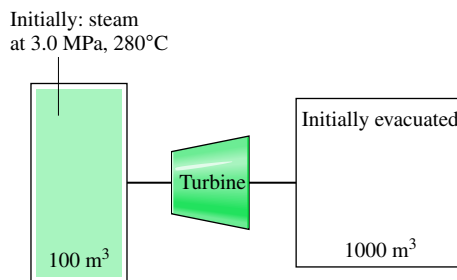 Initially: steam
at 3.0 MPa, 280°C
Initially evacuated
Turbine
100 m³
1000 m³